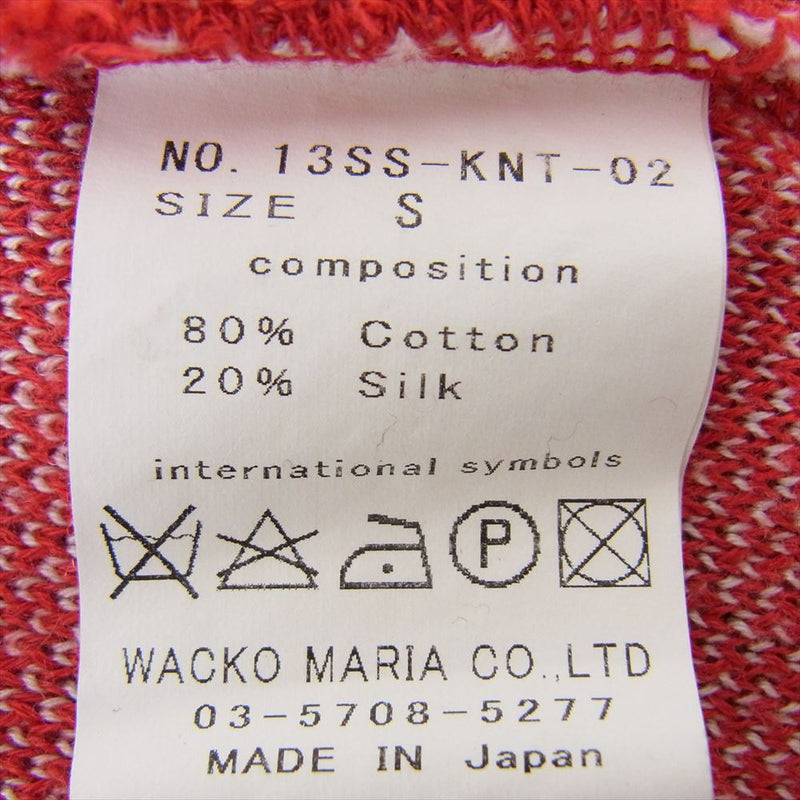 NO. 13SS-KNT-02
SIZE S
composition
80% Cotton
20% Silk
international symbols
P
WACKO MARIA CO.,LTD
03-5708-5277
MADE IN Japan